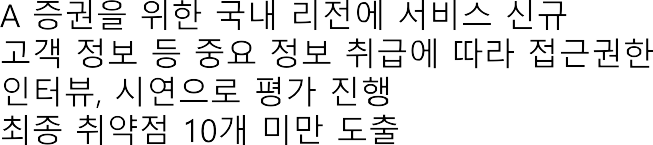 A 증권을 위한 국내 리전에 서비스 신규
고객 정보 등 중요 정보 취급에 따라 접근권한
인터뷰, 시연으로 평가 진행
최종 취약점 10개 미만 도출